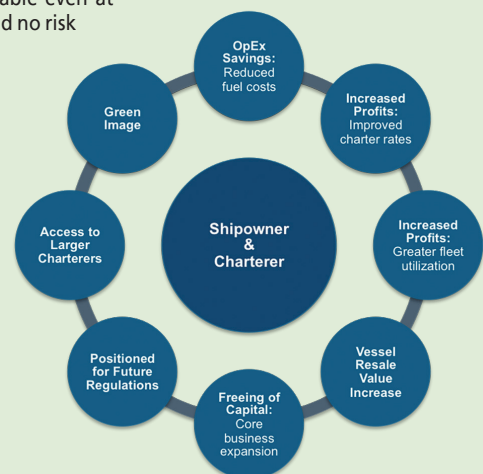 able even at
d no risk
OpEx
Savings:
Reduced
fuel costs
Increased
Profits:
Improved
charter rates
Increased
Profits:
Greater fleet
utilization
Vessel
Resale
Value
Increase
Freeing of
Capital:
Core
business
expansion
Positioned
for Future
Regulations
Access to
Larger
Charterers
Green
Image
Shipowner
&
Charterer